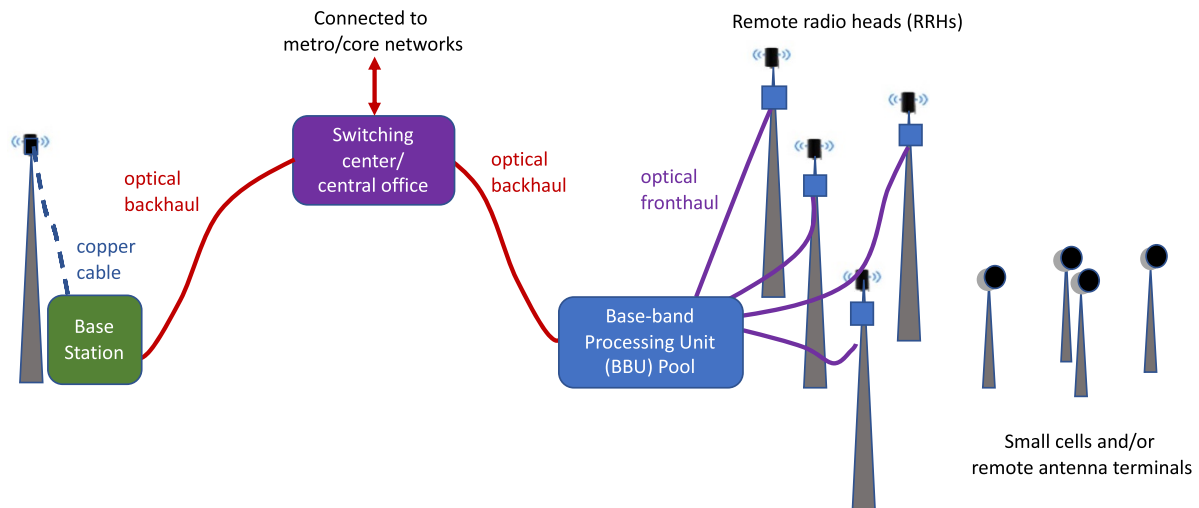 Connected to
metro/core networks
Remote radio heads (RRHs)
Switching
center/
central office
optical
backhaul
optical
backhaul
optical
fronthaul
copper
cable
Base
Station
Base-band
Processing Unit
(BBU) Pool
Small cells and/or
remote antenna terminals